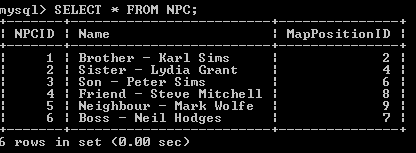 mysql> SELECT * FROM NPC;
+-------+------------------------+---------------+
| NPCID | Name                   | MapPositionID |
+-------+------------------------+---------------+
|     1 | Brother - Karl Sims    |             2 |
|     2 | Sister - Lydia Grant   |             4 |
|     3 | Son - Peter Sims       |             6 |
|     4 | Friend - Steve Mitchell |             8 |
|     5 | Neighbour - Mark Wolfe |             9 |
|     6 | Boss - Neil Hodges     |             7 |
+-------+------------------------+---------------+
6 rows in set (0.00 sec)